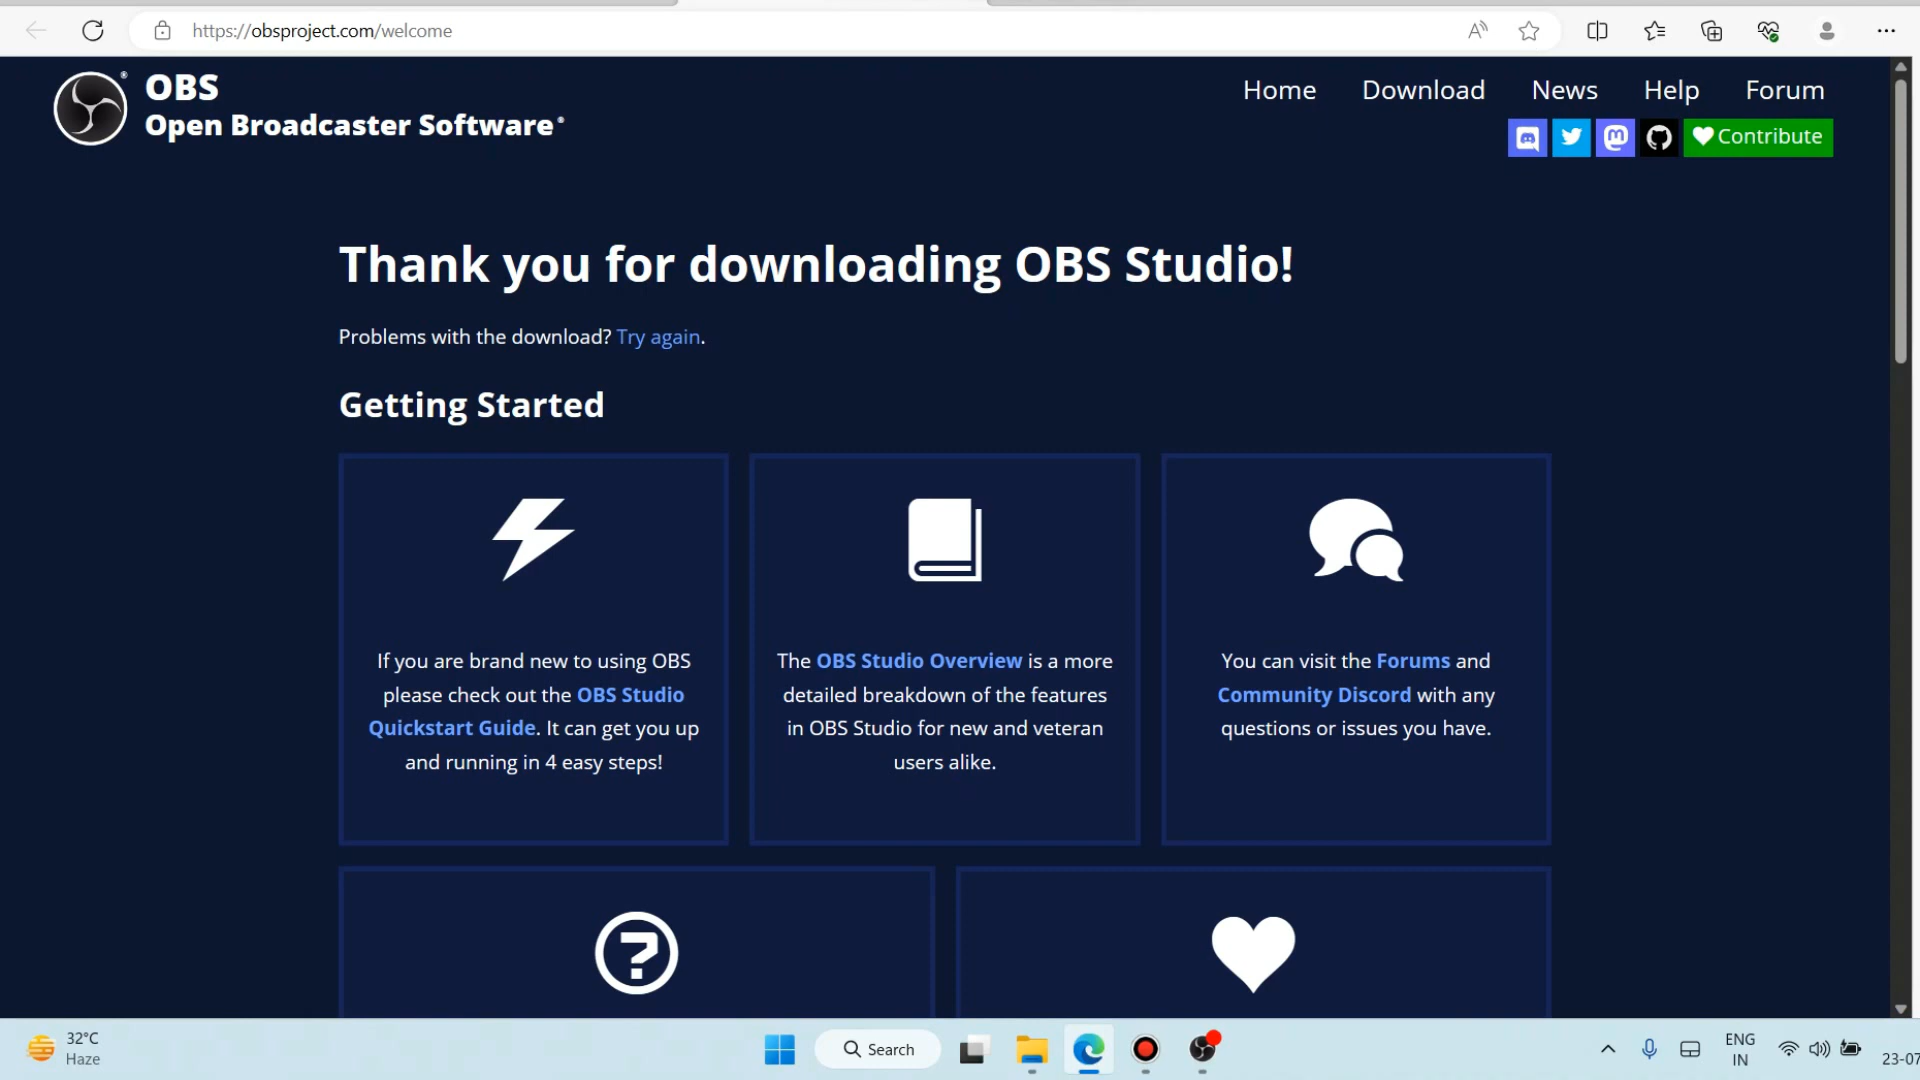 https://obsproject.com/welcome
OBS
Open Broadcaster Software®
Home Download News Help Forum
Contribute
Thank you for downloading OBS Studio!
Problems with the download? Try again.
Getting Started
If you are brand new to using OBS
please check out the OBS Studio
Quickstart Guide. It can get you up
and running in 4 easy steps!
The OBS Studio Overview is a more
detailed breakdown of the features
in OBS Studio for new and veteran
users alike.
You can visit the Forums and
Community Discord with any
questions or issues you have.
32°C
Haze
Search
ENG
IN
23-07